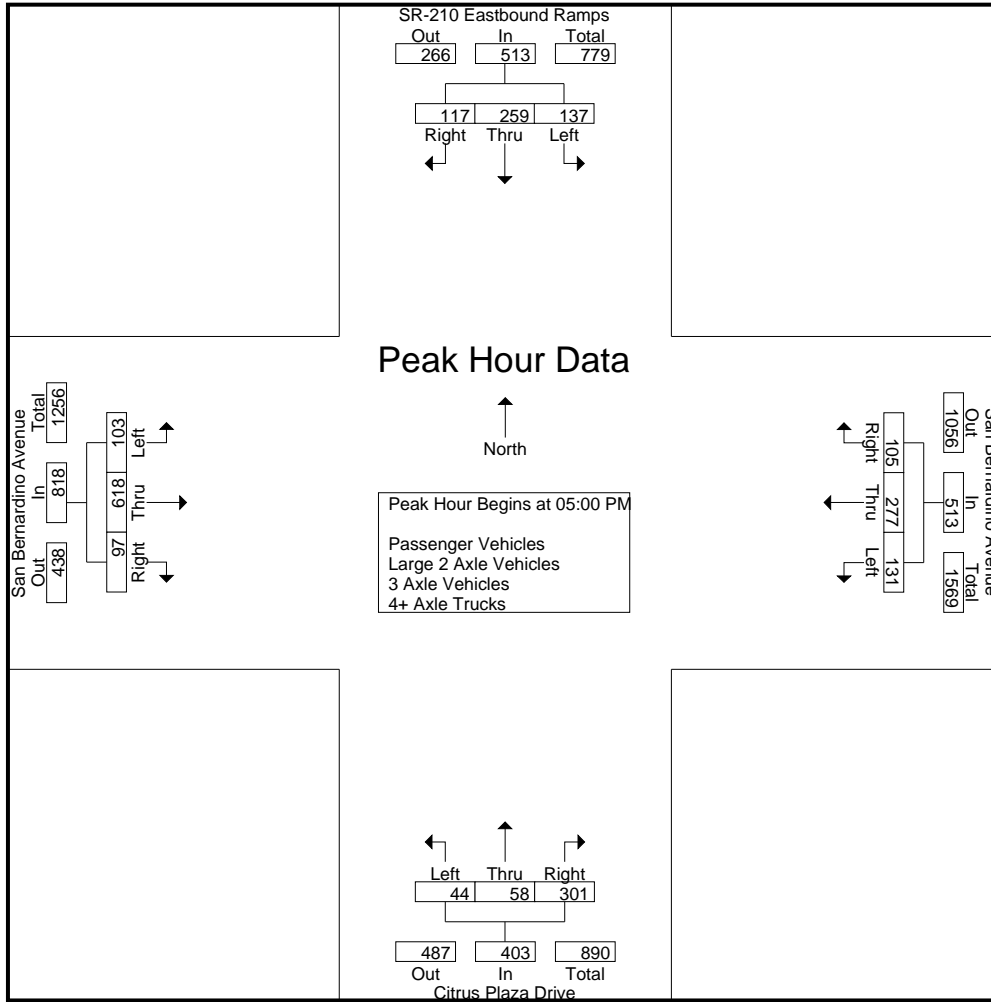 SR-210 Eastbound Ramps
Out In Total
266 513 779
117 259 137
Right Thru Left
Peak Hour Data
North
Peak Hour Begins at 05:00 PM
Passenger Vehicles
Large 2 Axle Vehicles
3 Axle Vehicles
4+ Axle Trucks
San Bernardino Avenue
Out In Total
438 818 1256
97 618 103
Right Thru Left
San Bernardino Avenue
Out In Total
1056 513 1569
105 277 131
Right Thru Left
Left Thru Right
44 58 301
487 403 890
Out In Total
Citrus Plaza Drive